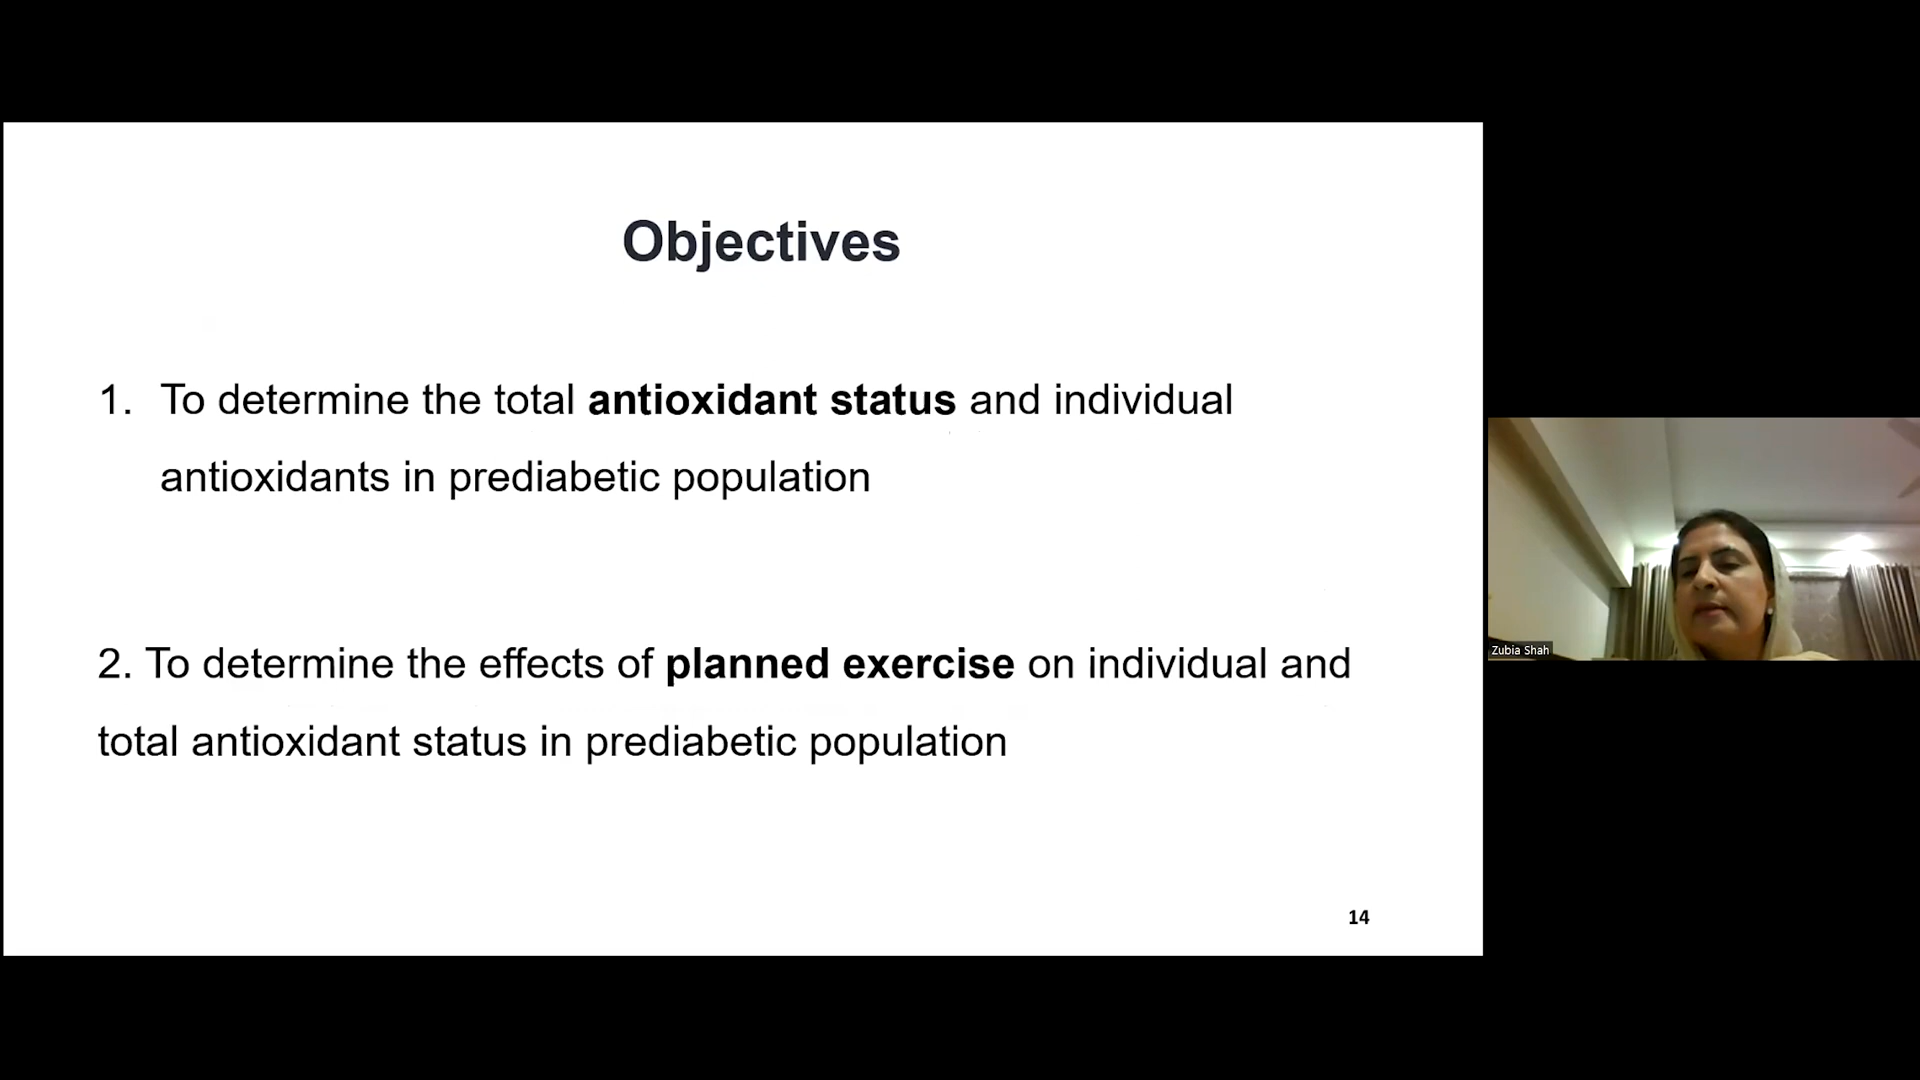 Objectives
1. To determine the total antioxidant status and individual
antioxidants in prediabetic population
2. To determine the effects of planned exercise on individual and
total antioxidant status in prediabetic population
14
Zubia Shah